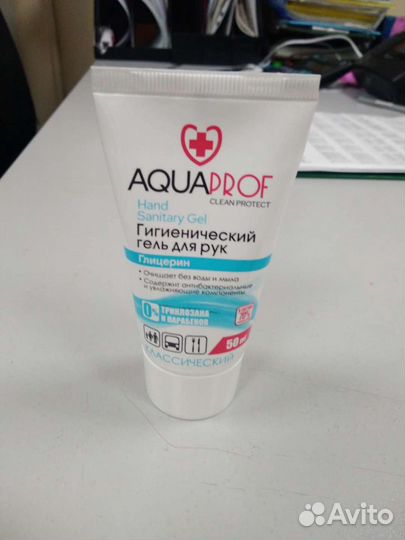 AQUAPROF
CLEAN PROTECT
Hand
Sanitary Gel
Гигиенический
гель для рук
Глицерин
• Очищает без воды и мыла
• Содержит антибактериальные
и увлажняющие компоненты
0% ТРИКЛОЗАНА
И ПАРАБЕНОВ
50 мл
КЛАССИЧЕСКИЙ
Avito